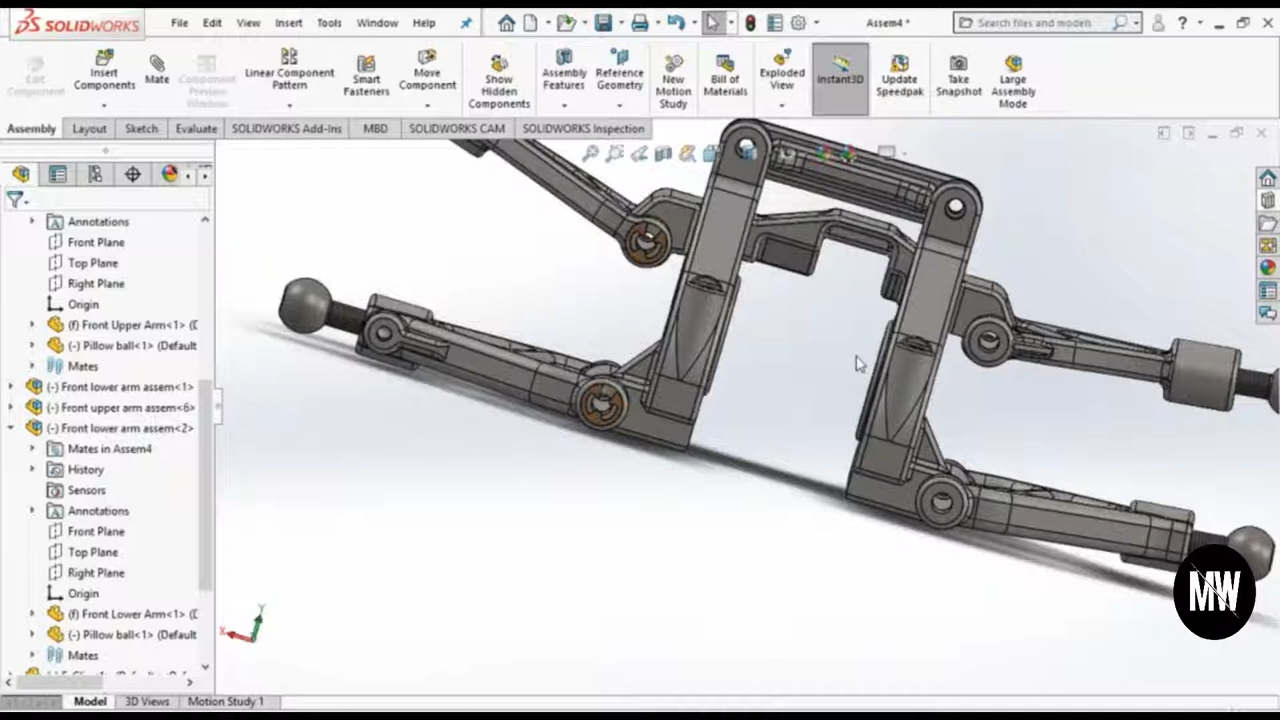 SOLIDWORKS File Edit View Insert Tools Window Help Assem4 * Search files and models ?
Edit Component
Insert Components
Mate
Component Preview Window
Linear Component Pattern
Smart Fasteners
Move Component
Show Hidden Components
Assembly Features
Reference Geometry
New Motion Study
Bill of Materials
Exploded View
Instant3D
Update Speedpak
Take Snapshot
Large Assembly Mode
Assembly Layout Sketch Evaluate SOLIDWORKS Add-Ins MBD SOLIDWORKS CAM SOLIDWORKS Inspection
Annotations
Front Plane
Top Plane
Right Plane
Origin
(f) Front Upper Arm<1> (D
(-) Pillow ball<1> (Default
Mates
(-) Front lower arm assem<1>
(-) Front upper arm assem<6>
(-) Front lower arm assem<2>
Mates in Assem4
History
Sensors
Annotations
Front Plane
Top Plane
Right Plane
Origin
(f) Front Lower Arm<1> (D
(-) Pillow ball<1> (Default
Mates
Y
X
MW
Model 3D Views Motion Study 1